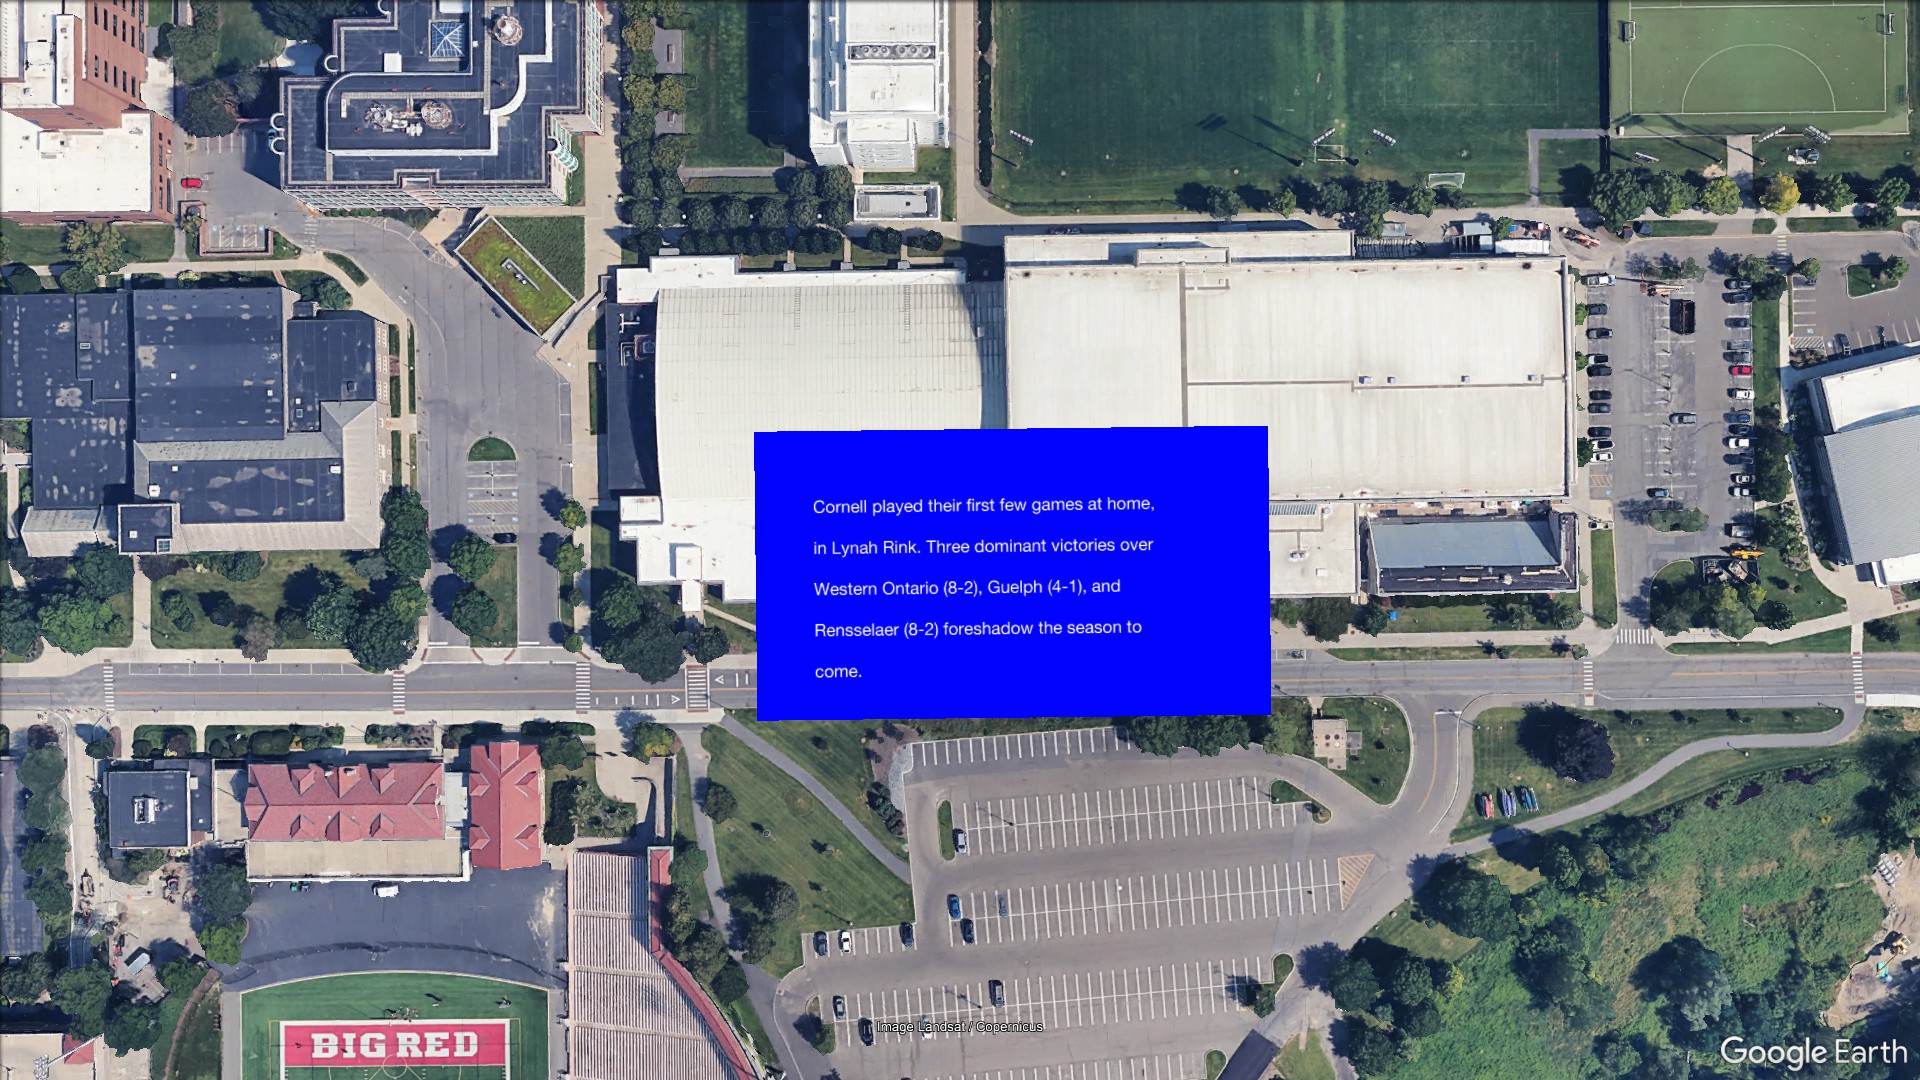 Cornell played their first few games at home,
in Lynah Rink. Three dominant victories over
Western Ontario (8-2), Guelph (4-1), and
Rensselaer (8-2) foreshadow the season to
come.
BIG RED
Image Landsat / Copernicus
Google Earth